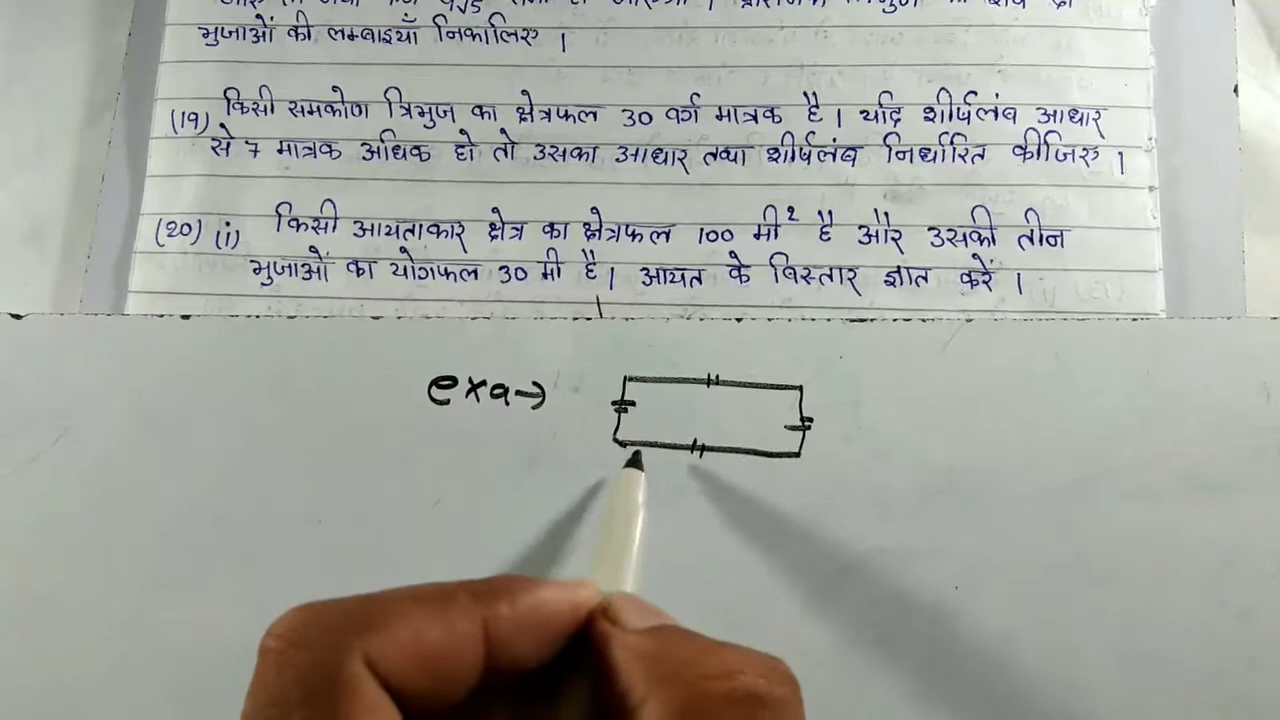 भुजाओं की लम्बाइयाँ निकालिए ।
(19) किसी समकोण त्रिभुज का क्षेत्रफल 30 वर्ग मात्रक है । यदि शीर्षलंब आधार
से 7 मात्रक अधिक हो तो उसका आधार तथा शीर्षलंब निर्धारित कीजिए ।
(20) (i) किसी आयताकार क्षेत्र का क्षेत्रफल 100 मी² है और उसकी तीन
भुजाओं का योगफल 30 मी है । आयत के विस्तार ज्ञात करें ।
exa→